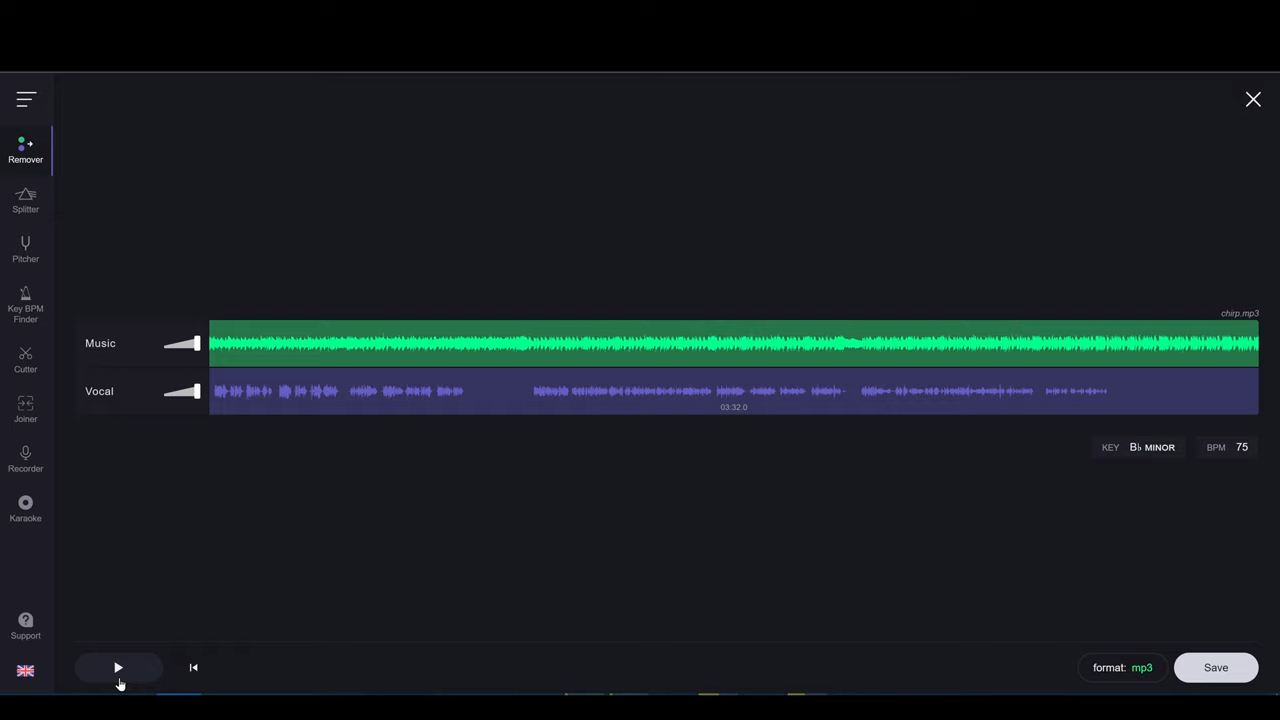 Remover
Splitter
Pitcher
Key BPM
Finder
Cutter
Joiner
Recorder
Karaoke
Support
chirp.mp3
Music
Vocal
03:32.0
KEY B♭ MINOR BPM 75
format: mp3 Save